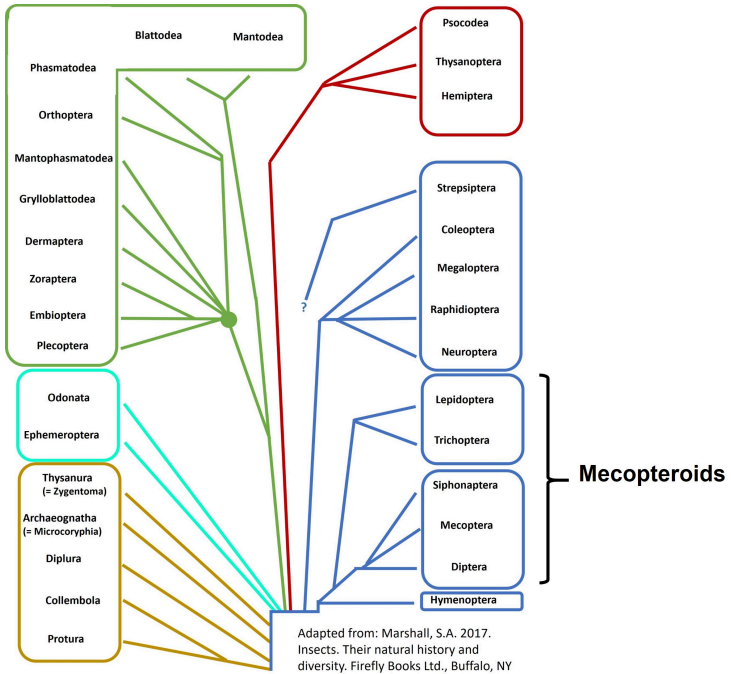 Blattodea
Mantodea
Phasmatodea
Orthoptera
Mantophasmatodea
Grylloblattodea
Dermaptera
Zoraptera
Embioptera
Plecoptera
Odonata
Ephemeroptera
Thysanura
(= Zygentoma)
Archaeognatha
(= Microcoryphia)
Diplura
Collembola
Protura
Psocodea
Thysanoptera
Hemiptera
Strepsiptera
Coleoptera
Megaloptera
?
Raphidioptera
Neuroptera
Lepidoptera
Trichoptera
Mecopteroids
Siphonaptera
Mecoptera
Diptera
Hymenoptera
Adapted from: Marshall, S.A. 2017.
Insects. Their natural history and
diversity. Firefly Books Ltd., Buffalo, NY